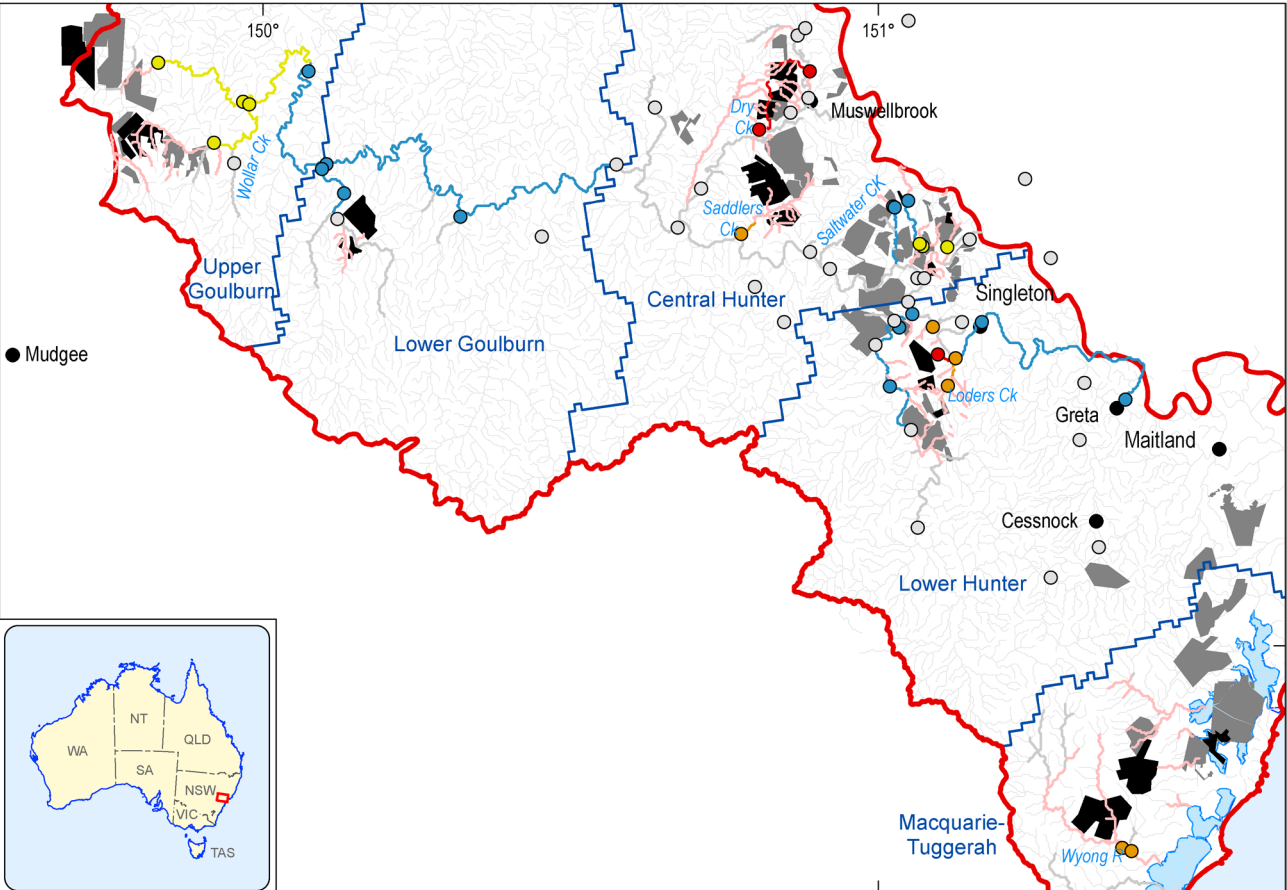 150°
151°
Dry
Ck
Muswellbrook
Wollar Ck
Saddlers
Ck
Saltwater CK
Upper
Goulburn
Central Hunter
Singleton
Mudgee
Lower Goulburn
Loders Ck
Greta
Maitland
Cessnock
Lower Hunter
NT
WA
QLD
SA
NSW
VIC
TAS
Macquarie-
Tuggerah
Wyong R